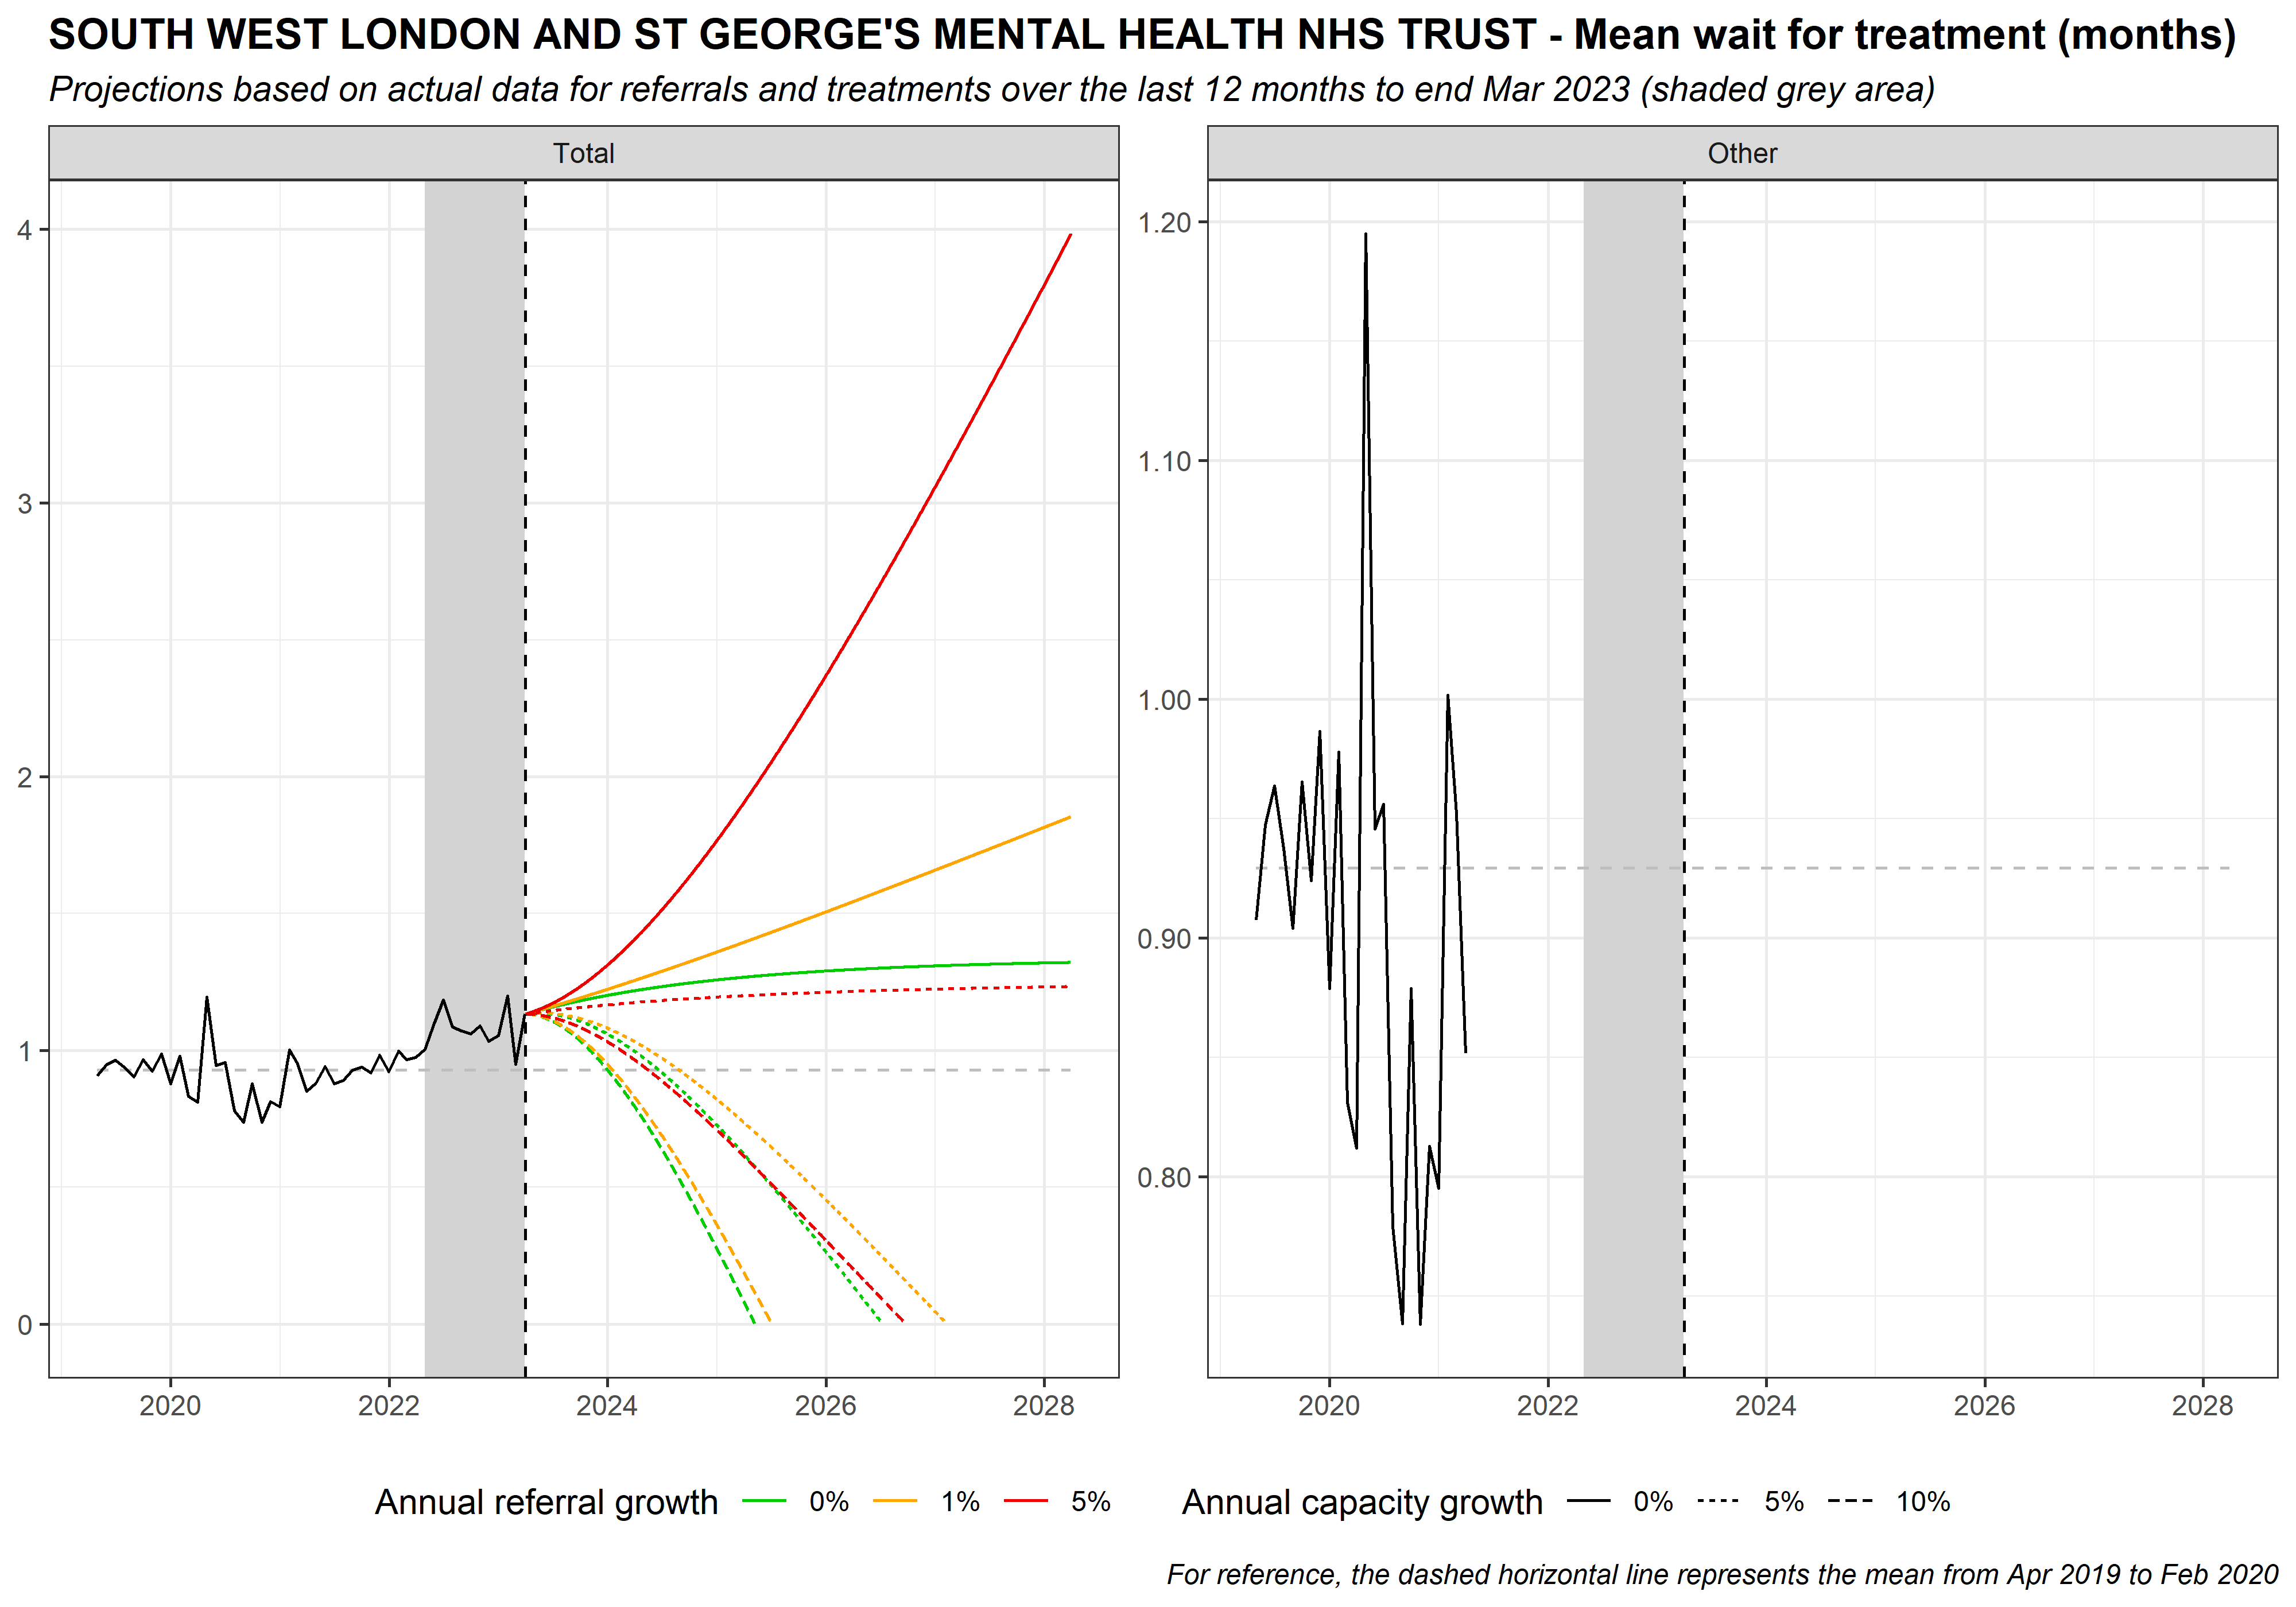 SOUTH WEST LONDON AND ST GEORGE'S MENTAL HEALTH NHS TRUST - Mean wait for treatment (months)
Projections based on actual data for referrals and treatments over the last 12 months to end Mar 2023 (shaded grey area)
Total
Other
4
3
2
1
0
1.20
1.10
1.00
0.90
0.80
2020 2022 2024 2026 2028
2020 2022 2024 2026 2028
Annual referral growth 0% 1% 5%
Annual capacity growth 0% 5% 10%
For reference, the dashed horizontal line represents the mean from Apr 2019 to Feb 2020